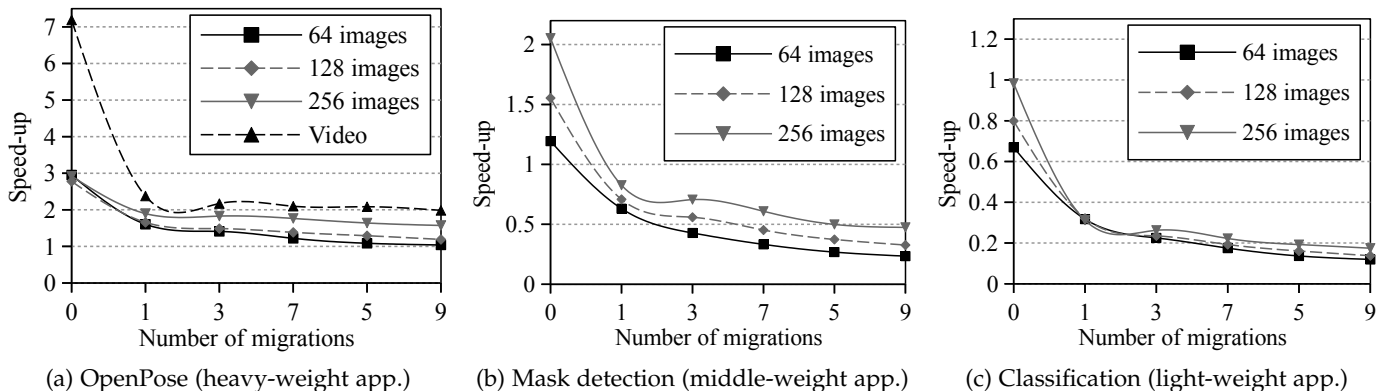 Speed-up
7
6
5
4
3
2
1
0
64 images
128 images
256 images
Video
0 1 3 7 5 9
Number of migrations
(a) OpenPose (heavy-weight app.)
Speed-up
2
1.5
1
0.5
0
64 images
128 images
256 images
0 1 3 7 5 9
Number of migrations
(b) Mask detection (middle-weight app.)
Speed-up
1.2
1
0.8
0.6
0.4
0.2
0
64 images
128 images
256 images
0 1 3 7 5 9
Number of migrations
(c) Classification (light-weight app.)